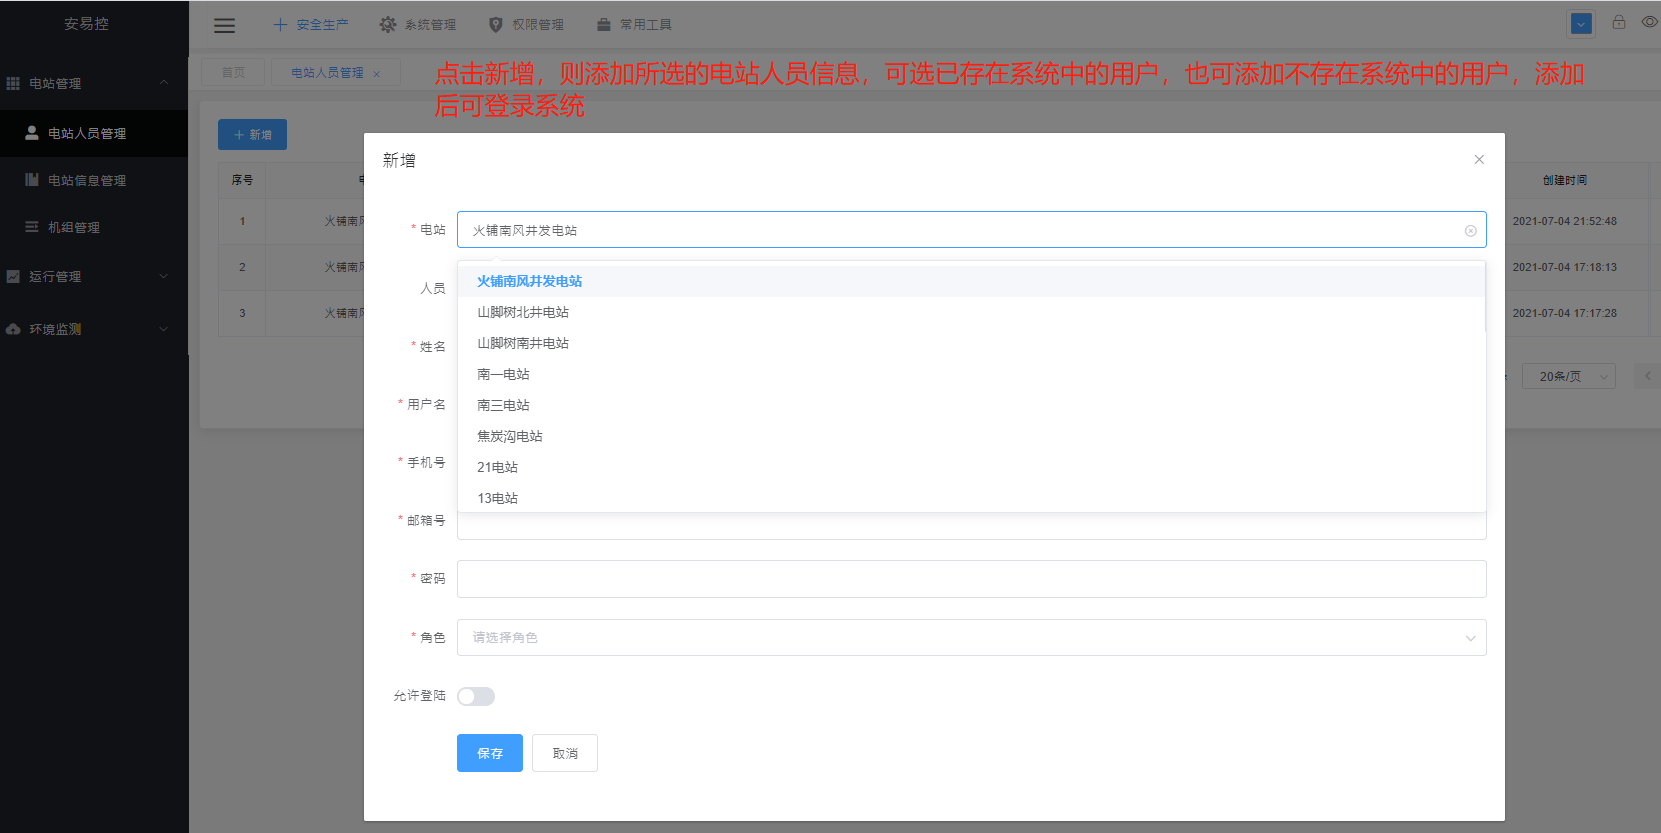 安易控
安全生产
系统管理
权限管理
常用工具
首页
电站人员管理
点击新增，则添加所选的电站人员信息，可选已存在系统中的用户，也可添加不存在系统中的用户，添加
后可登录系统
电站管理
电站人员管理
电站信息管理
机组管理
运行管理
环境监测
新增
序号
创建时间
1
火铺南风
2021-07-04 21:52:48
2
火铺南风
2021-07-04 17:18:13
3
火铺南风
2021-07-04 17:17:28
20条/页
新增
* 电站
火铺南风井发电站
火铺南风井发电站
山脚树北井电站
山脚树南井电站
南一电站
南三电站
焦炭沟电站
21电站
13电站
人员
* 姓名
* 用户名
* 手机号
* 邮箱号
* 密码
* 角色
请选择角色
允许登陆
保存
取消